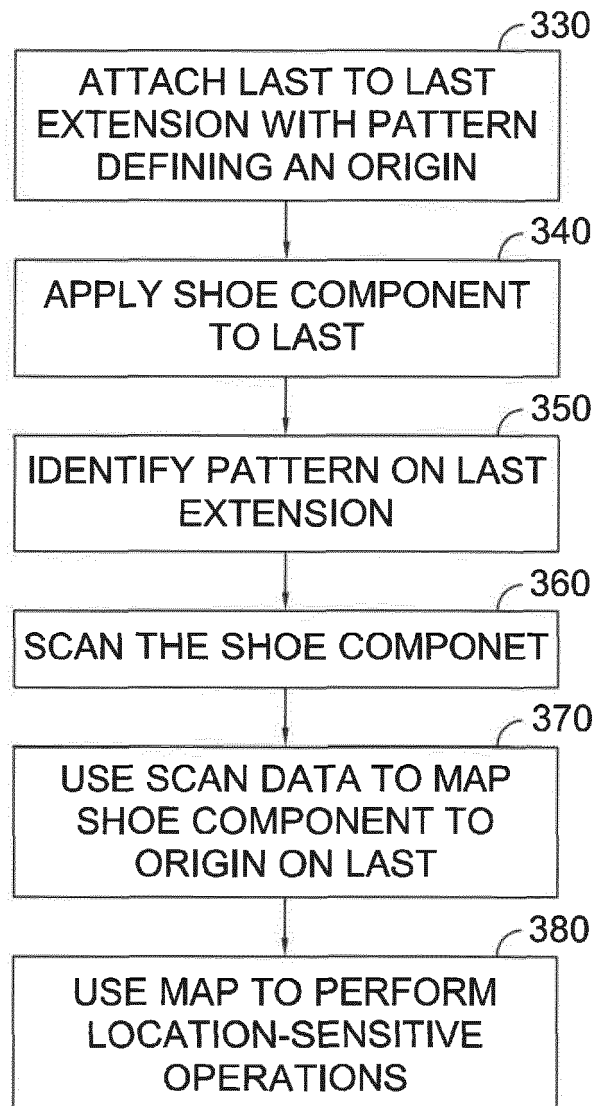 330
ATTACH LAST TO LAST
EXTENSION WITH PATTERN
DEFINING AN ORIGIN
340
APPLY SHOE COMPONENT
TO LAST
350
IDENTIFY PATTERN ON LAST
EXTENSION
360
SCAN THE SHOE COMPONET
370
USE SCAN DATA TO MAP
SHOE COMPONENT TO
ORIGIN ON LAST
380
USE MAP TO PERFORM
LOCATION-SENSITIVE
OPERATIONS